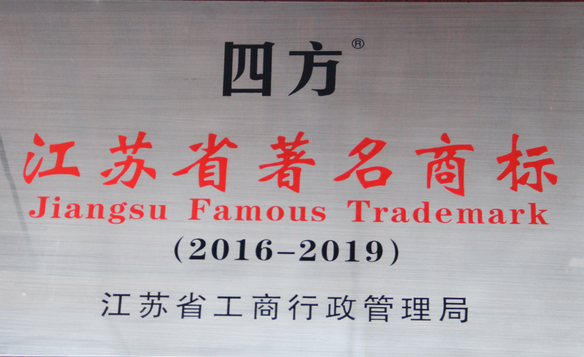 四方®
江苏省著名商标
Jiangsu Famous Trademark
(2016-2019)
江苏省工商行政管理局